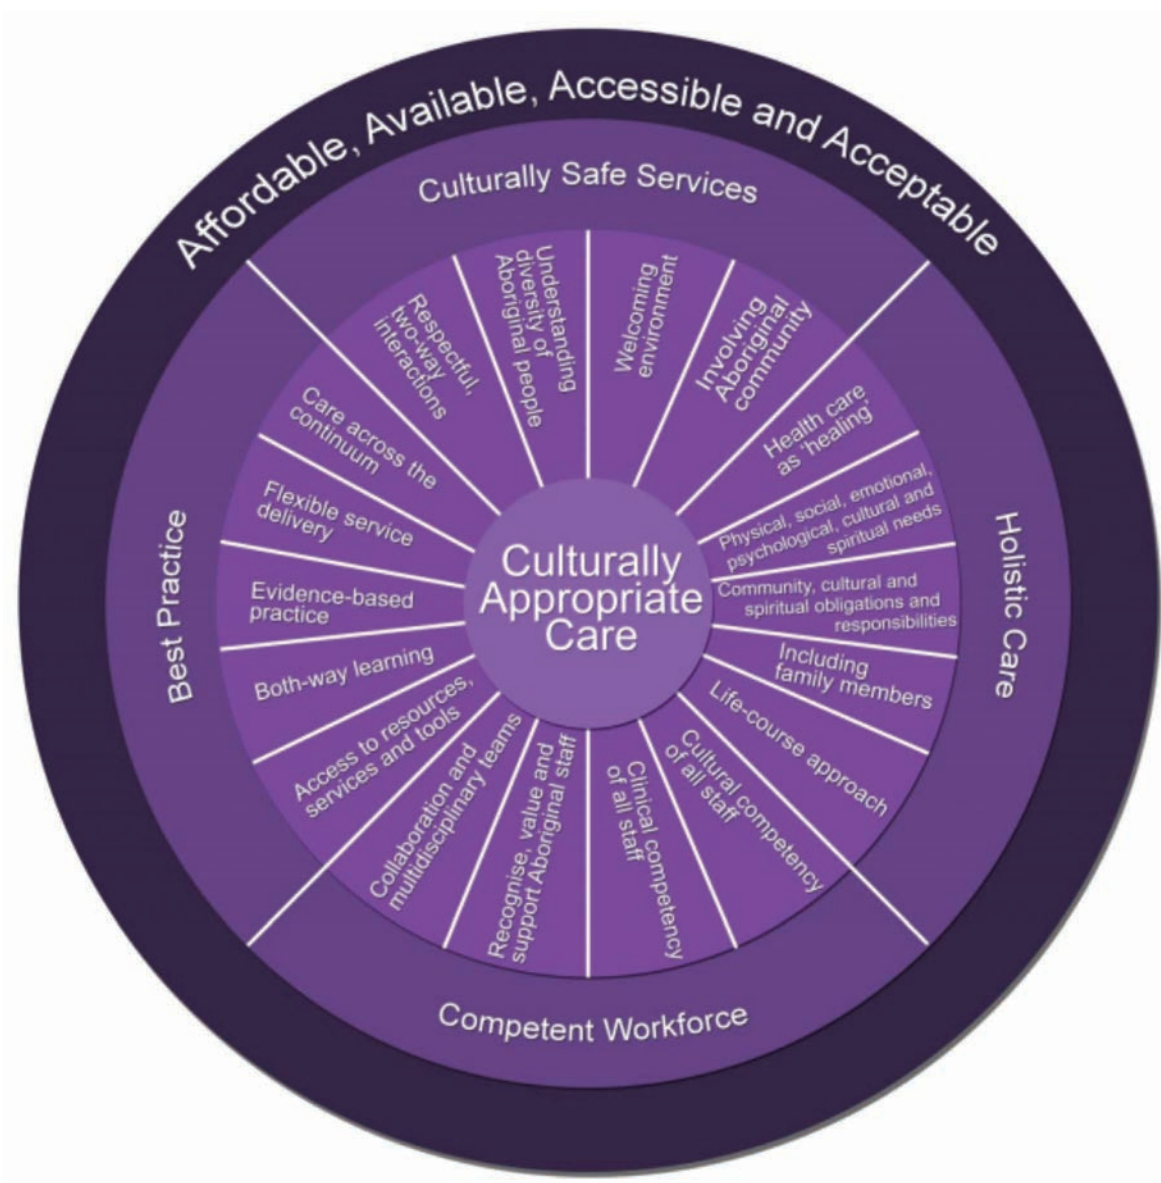 Affordable, Available, Accessible and Acceptable
Culturally Safe Services
Respectful,
two-way
interactions
Understanding
diversity of
Aboriginal people
Welcoming
environment
Involving
Aboriginal
community
Holistic Care
Health care
as 'healing'
Physical, social, emotional,
psychological, cultural and
spiritual needs
Community, cultural and
spiritual obligations and
responsibilities
Including
family members
Life-course approach
Competent Workforce
Cultural competency
of all staff
Clinical competency
of all staff
Recognise, value and
support Aboriginal staff
Collaboration and
multidisciplinary teams
Best Practice
Access to resources,
services and tools
Both-way learning
Evidence-based
practice
Flexible service
delivery
Care across the
continuum
Culturally
Appropriate
Care